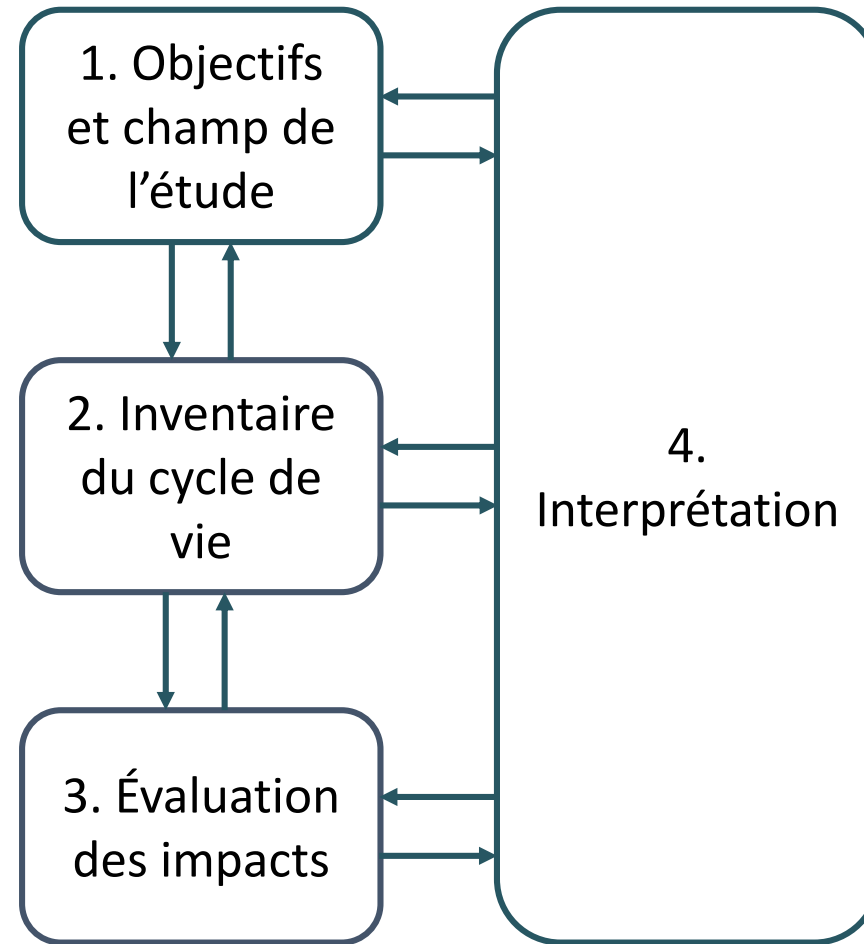 1. Objectifs
et champ de
l’étude
2. Inventaire
du cycle de
vie
3. Évaluation
des impacts
4.
Interprétation